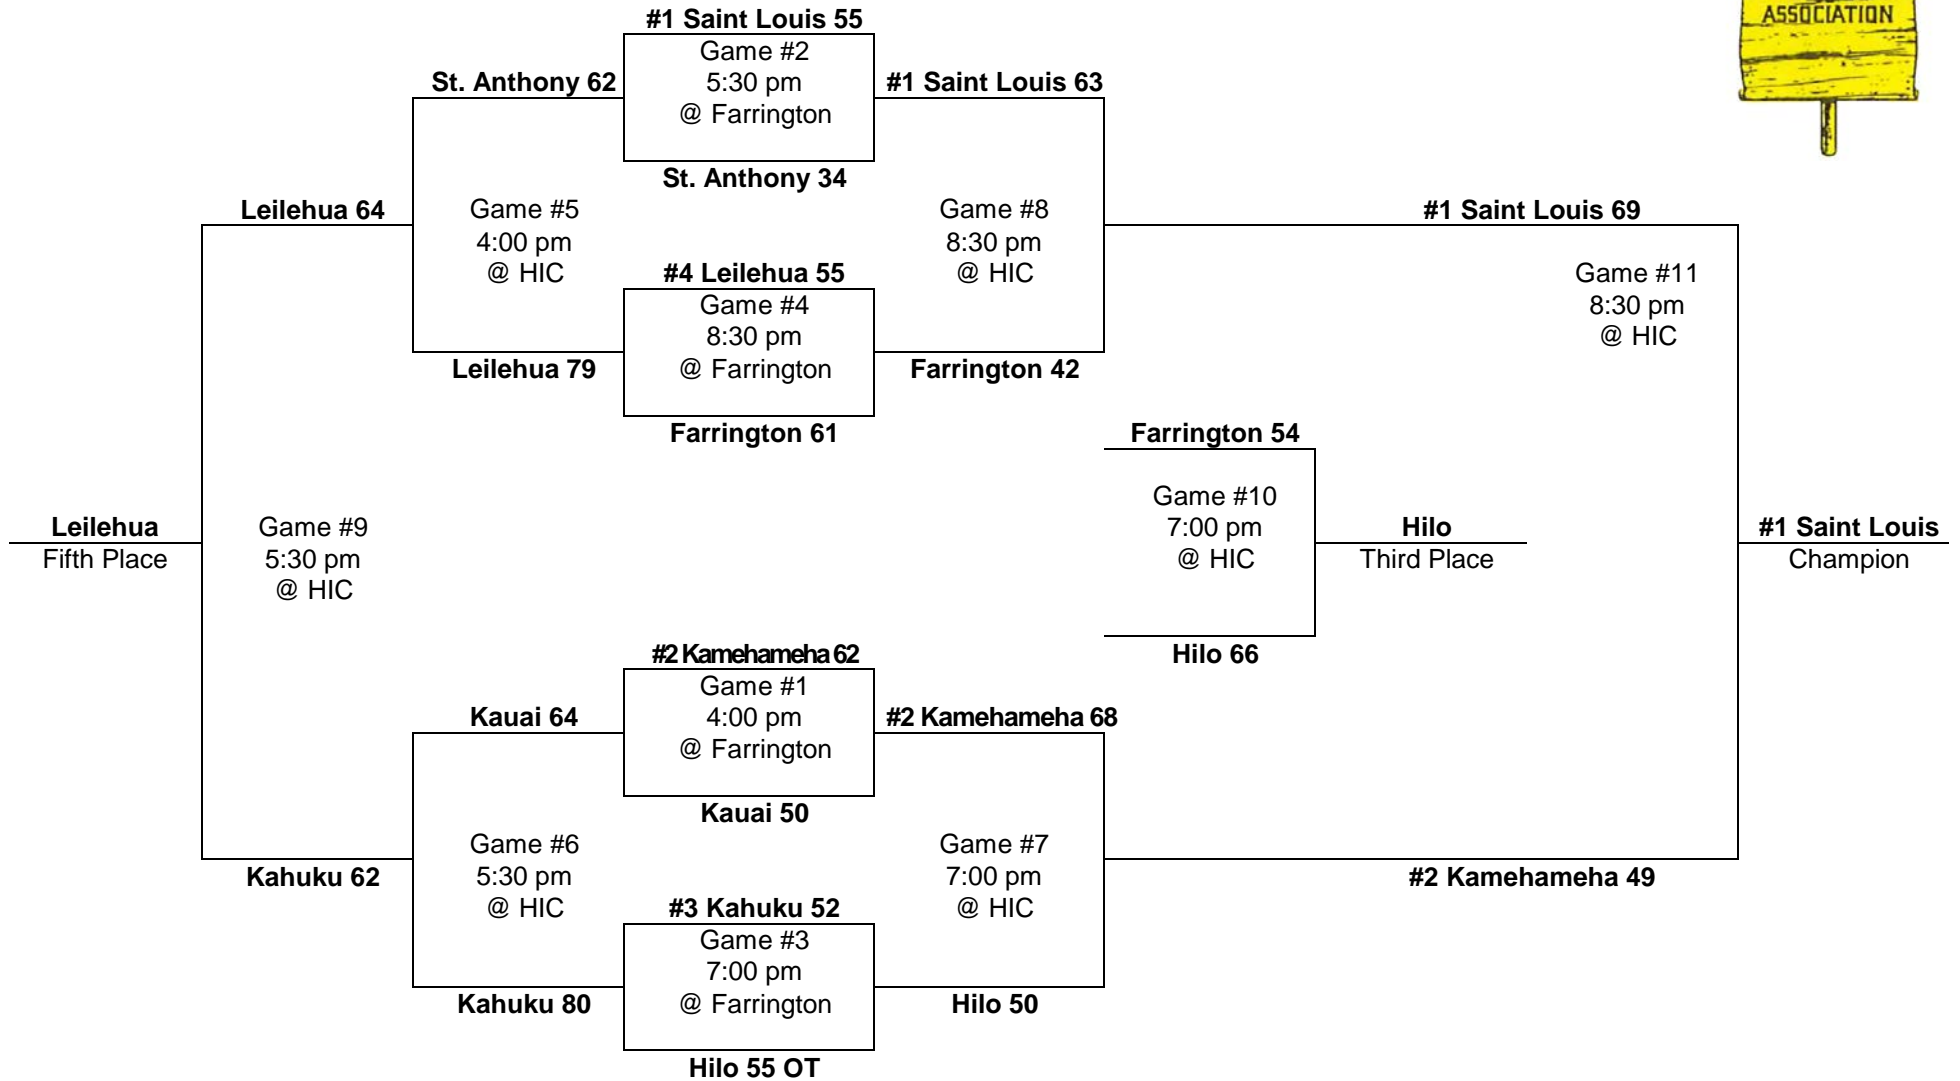 ASSOCIATION
#1 Saint Louis 55
Game #2
5:30 pm
@ Farrington
St. Anthony 34
St. Anthony 62
#1 Saint Louis 63
Leilehua 64
Game #5
4:00 pm
@ HIC
Game #8
8:30 pm
@ HIC
#1 Saint Louis 69
#4 Leilehua 55
Game #4
8:30 pm
@ Farrington
Farrington 61
Leilehua 79
Farrington 42
Game #11
8:30 pm
@ HIC
Farrington 54
Game #10
7:00 pm
@ HIC
Hilo 66
Leilehua
Fifth Place
Game #9
5:30 pm
@ HIC
Hilo
Third Place
#1 Saint Louis
Champion
#2 Kamehameha 62
Game #1
4:00 pm
@ Farrington
Kauai 50
Kauai 64
#2 Kamehameha 68
Kahuku 62
Game #6
5:30 pm
@ HIC
Game #7
7:00 pm
@ HIC
#2 Kamehameha 49
#3 Kahuku 52
Game #3
7:00 pm
@ Farrington
Hilo 55 OT
Kahuku 80
Hilo 50